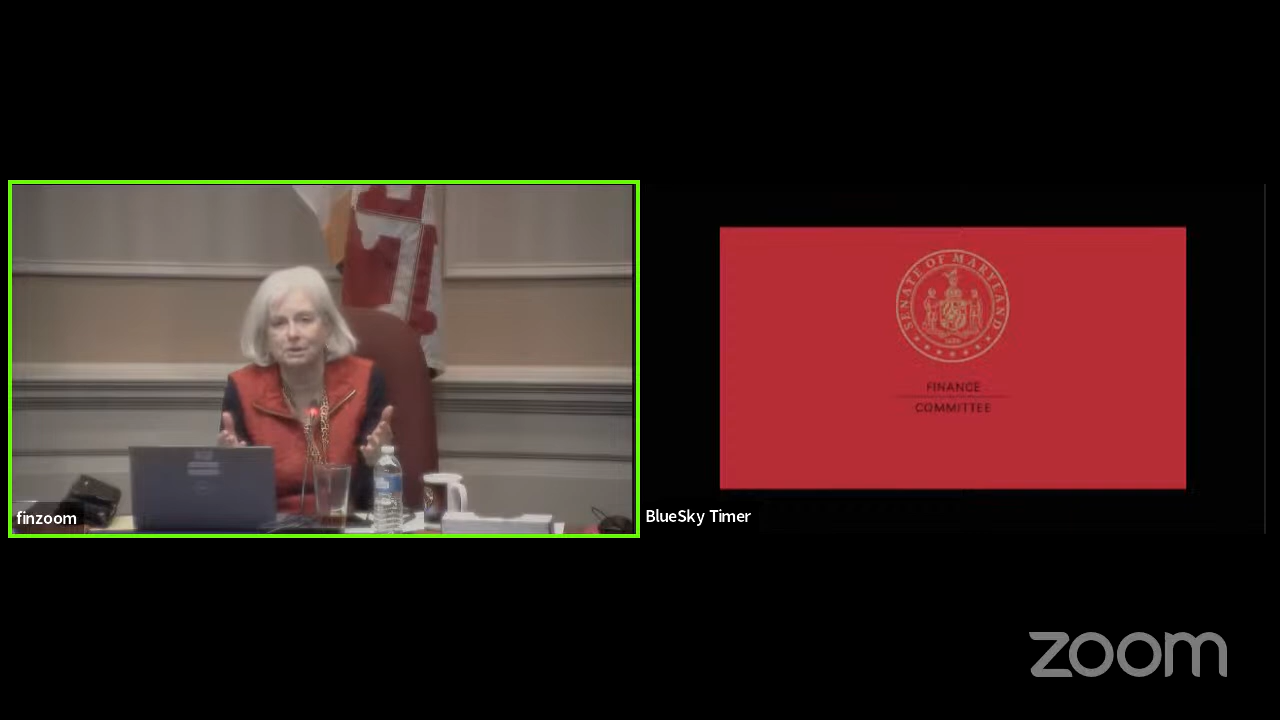 SENATE OF MARYLAND
FINANCE
COMMITTEE
finzoom
BlueSky Timer
zoom